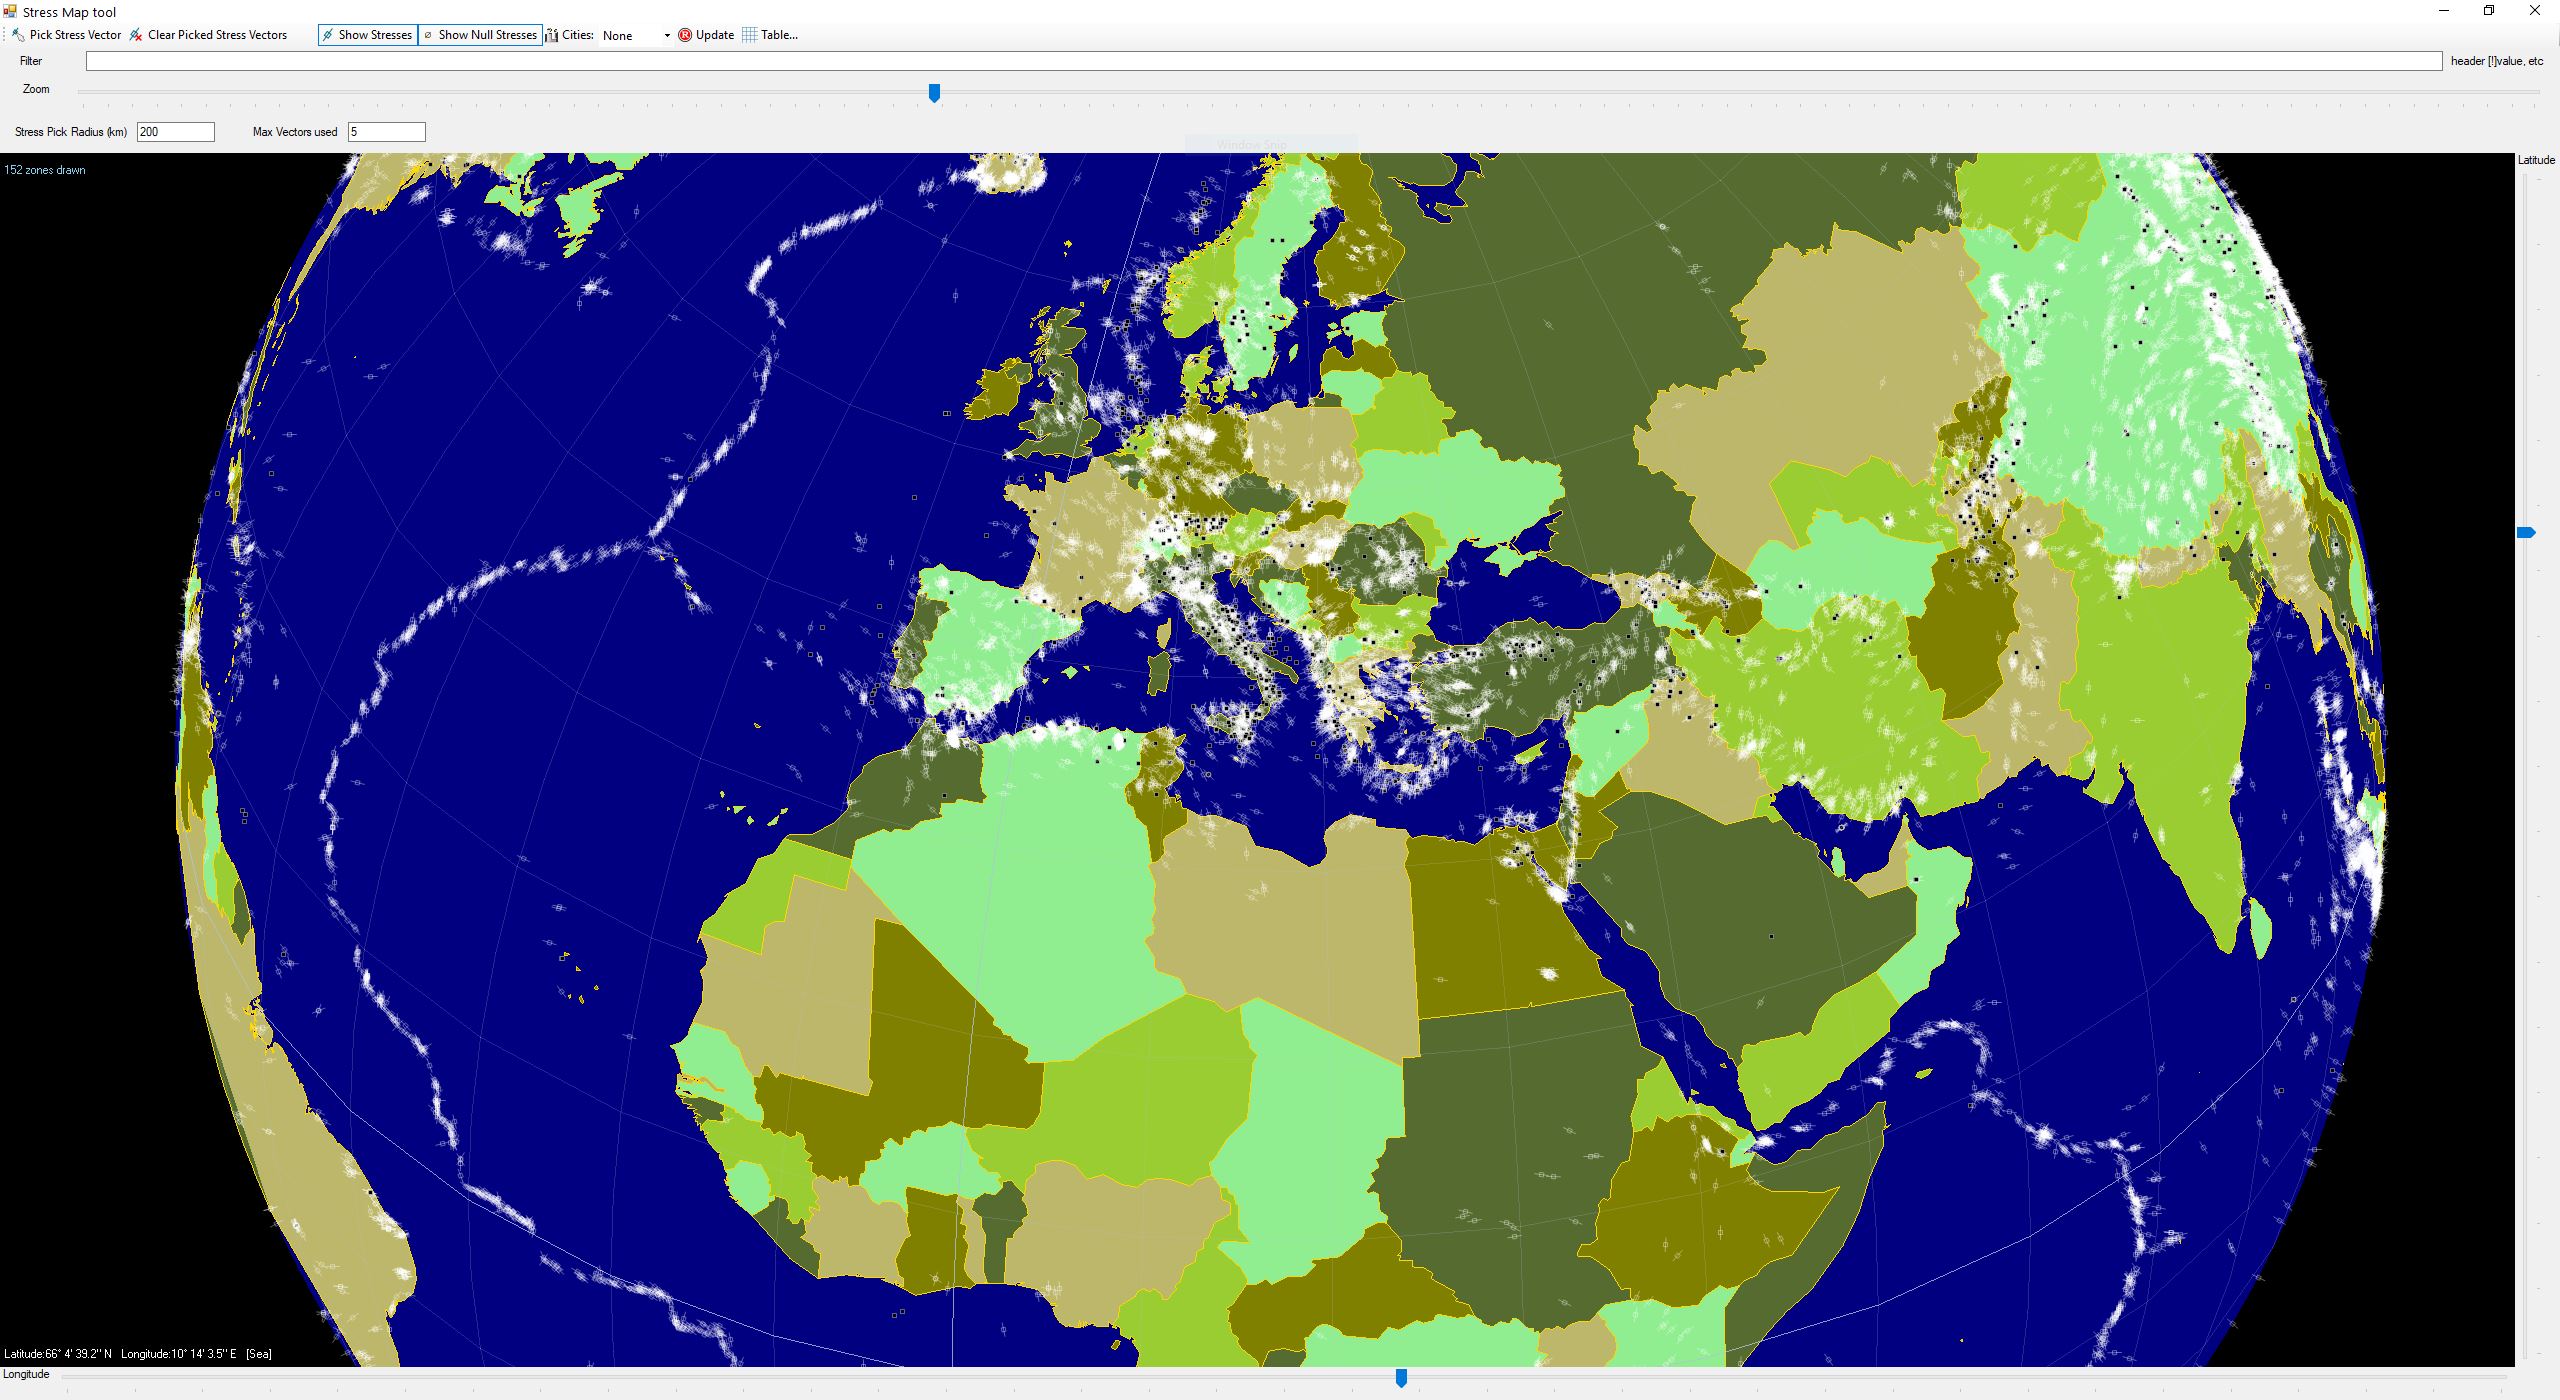 Stress Map tool
Pick Stress Vector Clear Picked Stress Vectors Show Stresses Show Null Stresses Cities: None Update Table...
Filter header [!]value, etc
Zoom
Stress Pick Radius (km) 200 Max Vectors used 5
Window Snip
152 zones drawn
Latitude
Latitude:66° 4' 39.2" N Longitude:10° 14' 3.5" E [Sea]
Longitude